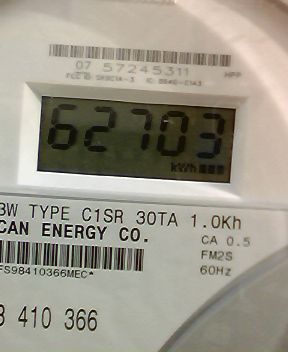 07 57245311 HPP
62703
kWh
3W TYPE C1SR 30TA 1.0Kh
CAN ENERGY CO.
CA 0.5
FM2S
60Hz
FS98410366MEC*
3 410 366